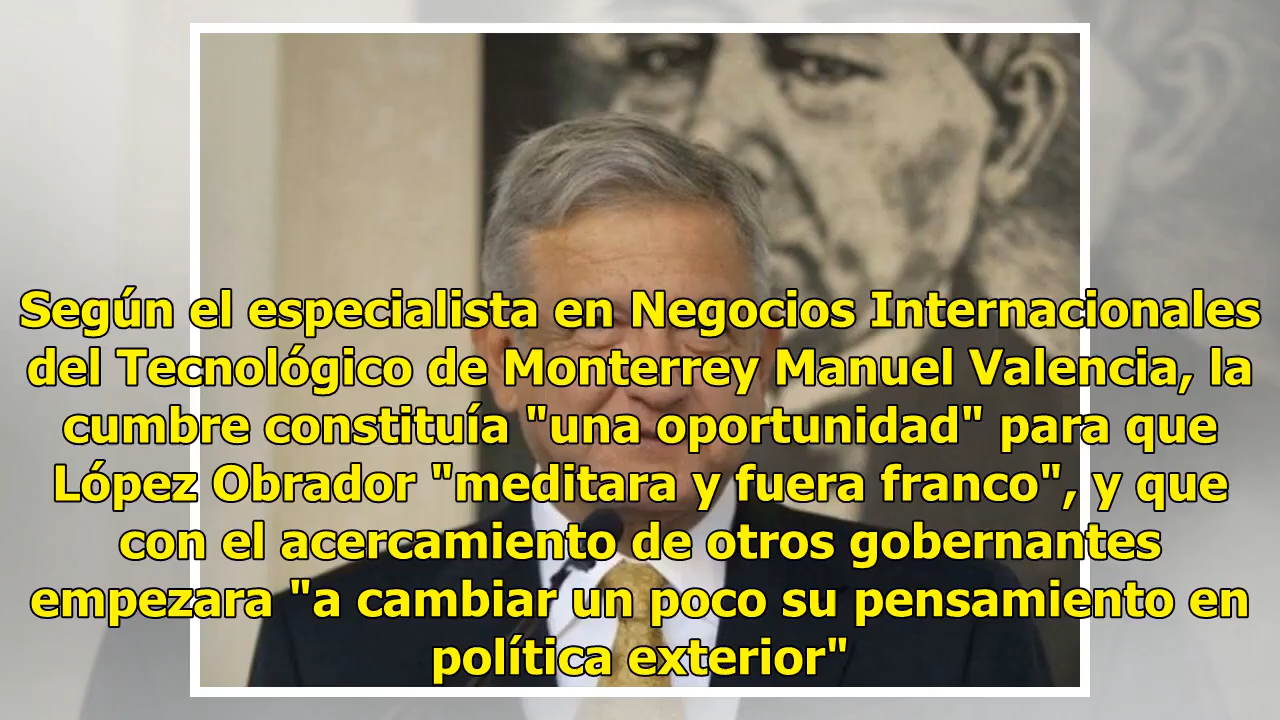 Según el especialista en Negocios Internacionales
del Tecnológico de Monterrey Manuel Valencia, la
cumbre constituía "una oportunidad" para que
López Obrador "meditara y fuera franco", y que
con el acercamiento de otros gobernantes
empezara "a cambiar un poco su pensamiento en
política exterior"